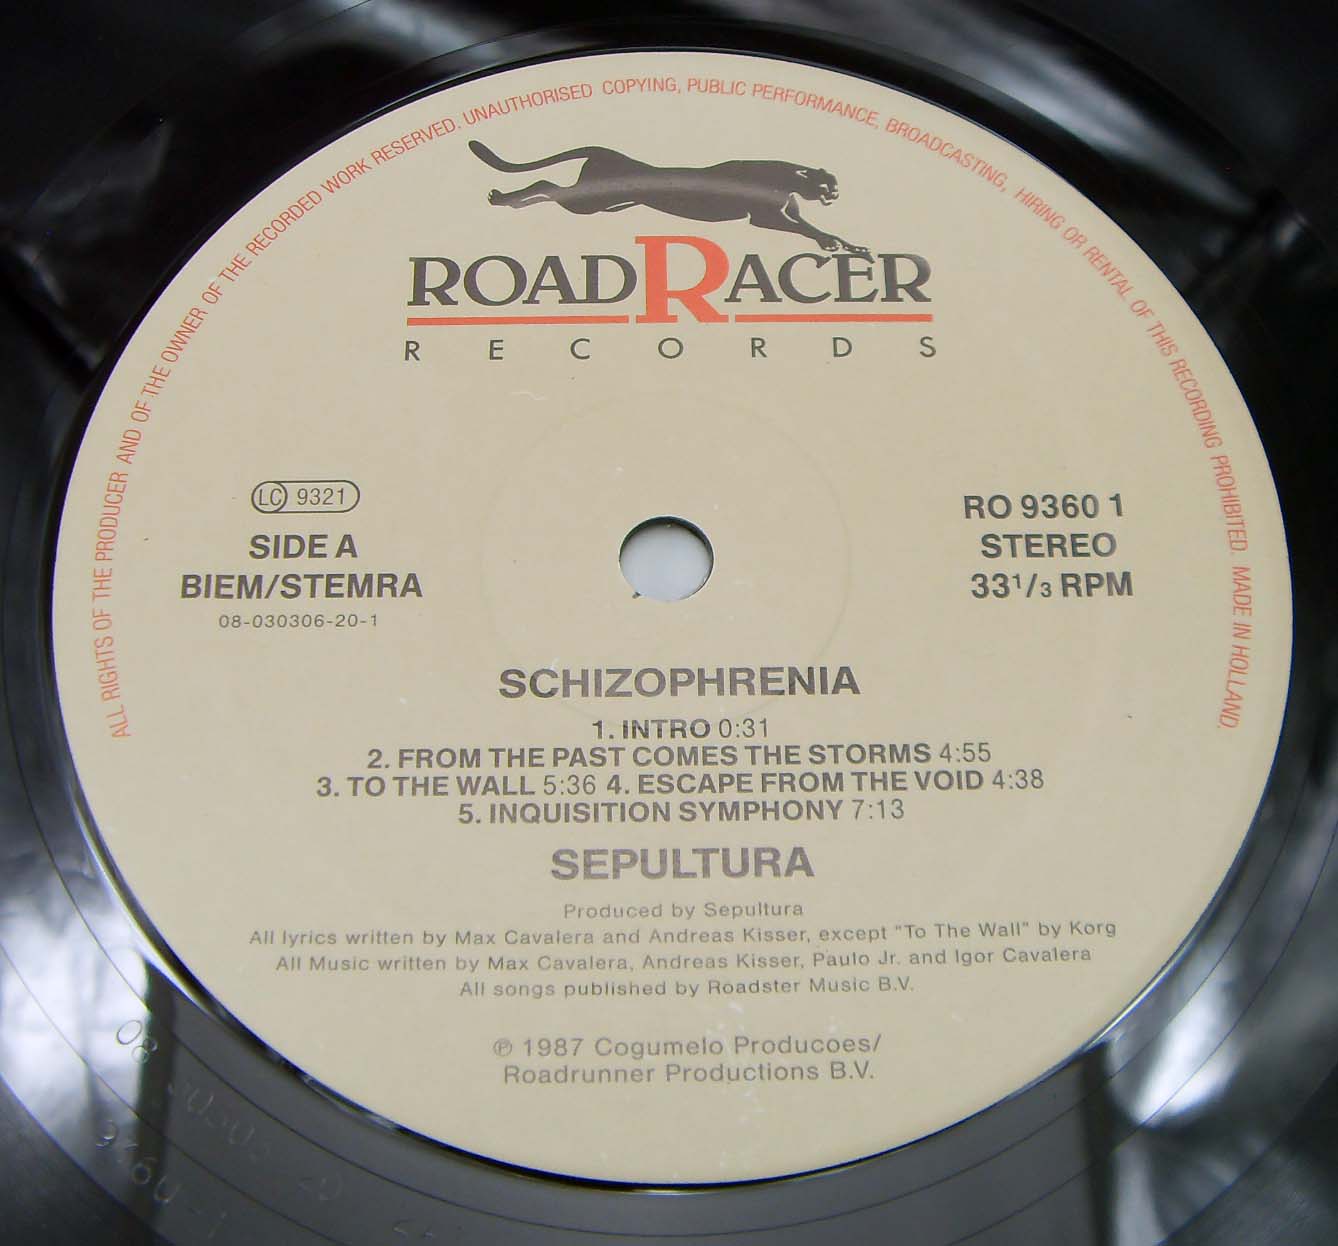 ALL RIGHTS OF THE PRODUCER AND OF THE OWNER OF THE RECORDED WORK RESERVED. UNAUTHORISED COPYING, PUBLIC PERFORMANCE, BROADCASTING, HIRING OR RENTAL OF THIS RECORDING PROHIBITED. MADE IN HOLLAND.
ROADRACER
RECORDS
LC 9321
SIDE A
BIEM/STEMRA
08-030306-20-1
RO 9360 1
STEREO
33 1/3 RPM
SCHIZOPHRENIA
1. INTRO 0:31
2. FROM THE PAST COMES THE STORMS 4:55
3. TO THE WALL 5:36 4. ESCAPE FROM THE VOID 4:38
5. INQUISITION SYMPHONY 7:13
SEPULTURA
Produced by Sepultura
All lyrics written by Max Cavalera and Andreas Kisser, except "To The Wall" by Korg
All Music written by Max Cavalera, Andreas Kisser, Paulo Jr. and Igor Cavalera
All songs published by Roadster Music B.V.
℗ 1987 Cogumelo Producoes/
Roadrunner Productions B.V.